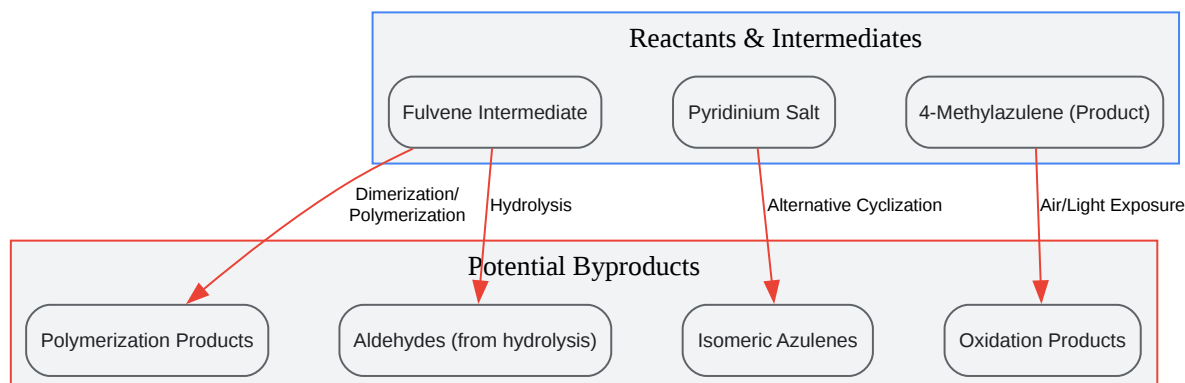 Reactants & Intermediates
Fulvene Intermediate
Pyridinium Salt
4-Methylazulene (Product)
Dimerization/
Polymerization
Hydrolysis
Alternative Cyclization
Air/Light Exposure
Potential Byproducts
Polymerization Products
Aldehydes (from hydrolysis)
Isomeric Azulenes
Oxidation Products